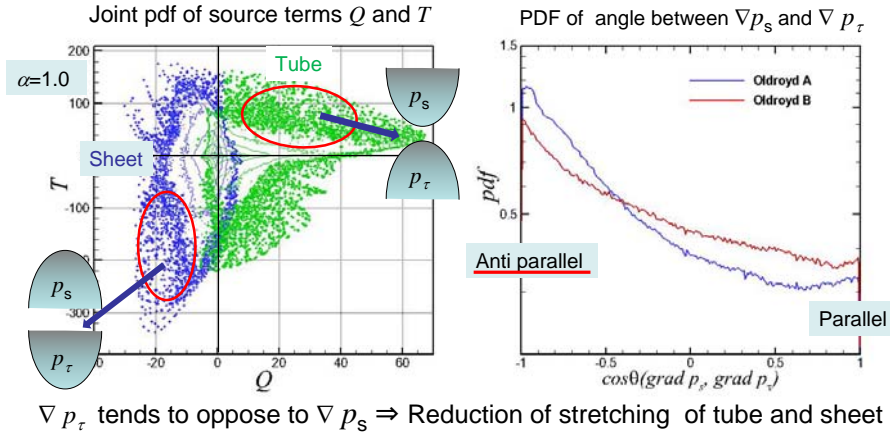 Joint pdf of source terms Q and T
PDF of angle between ∇p_s and ∇ p_τ
α=1.0
Tube
Sheet
p_s
p_τ
p_s
p_τ
200
100
0
-100
-300
T
-20
0
20
40
60
Q
1.5
1
0.5
pdf
Oldroyd A
Oldroyd B
Anti parallel
Parallel
-1
-0.5
0
0.5
1
cosθ(grad p_s, grad p_τ)
∇ p_τ tends to oppose to ∇ p_s ⇒ Reduction of stretching of tube and sheet